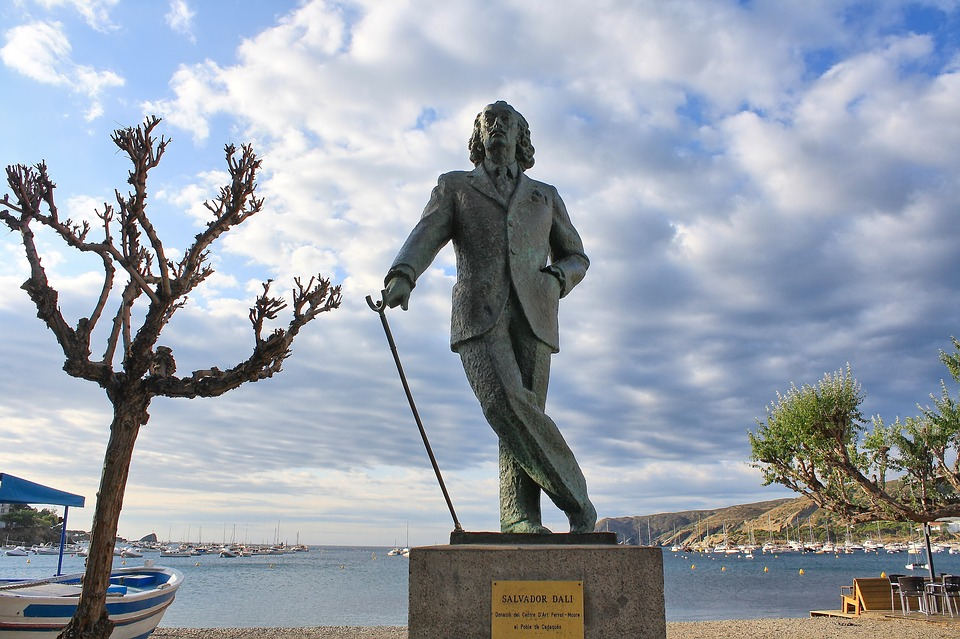 SALVADOR DALI
Donació del Centre D'Art Perrot-Moore
al Poble de Cadaqués